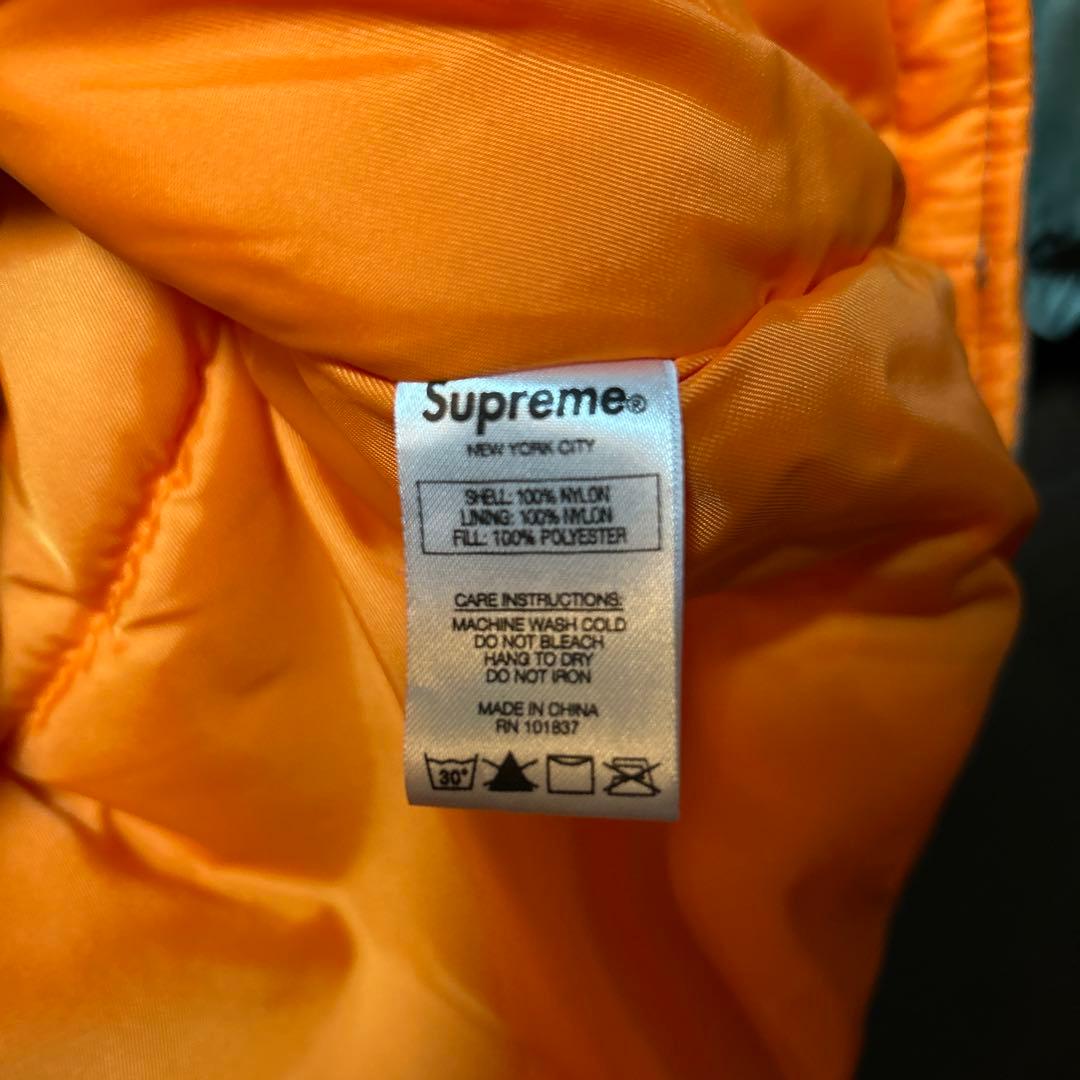 Supreme®
NEW YORK CITY
SHELL: 100% NYLON
LINING: 100% NYLON
FILL: 100% POLYESTER
CARE INSTRUCTIONS:
MACHINE WASH COLD
DO NOT BLEACH
HANG TO DRY
DO NOT IRON
MADE IN CHINA
RN 101837
30°